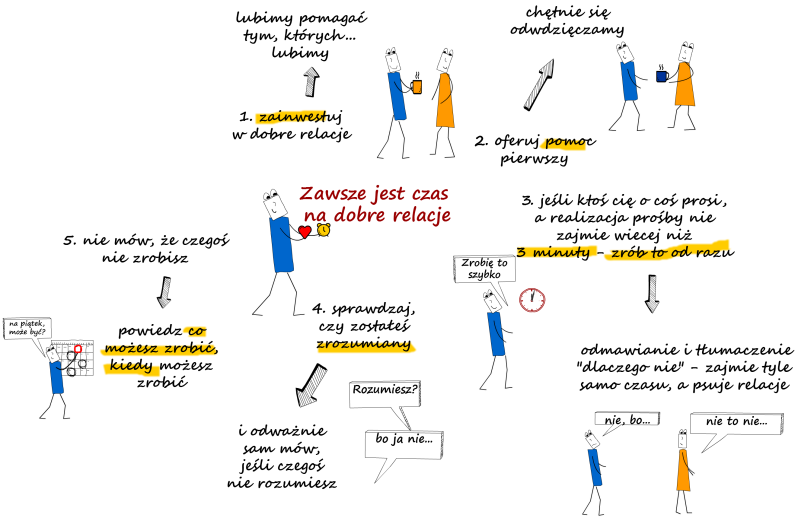 Zawsze jest czas
na dobre relacje
lubimy pomagać
tym, których...
lubimy
1. zainwestuj
w dobre relacje
chętnie się
odwdzięczamy
2. oferuj pomoc
pierwszy
3. jeśli ktoś cię o coś prosi,
a realizacja prośby nie
zajmie wiecej niż
3 minuty - zrób to od razu
Zrobię to
szybko
odmawianie i tłumaczenie
"dlaczego nie" - zajmie tyle
samo czasu, a psuje relacje
nie, bo...
nie to nie...
4. sprawdzaj,
czy zostałeś
zrozumiany
Rozumiesz?
bo ja nie...
i odważnie
sam mów,
jeśli czegoś
nie rozumiesz
5. nie mów, że czegoś
nie zrobisz
na piątek,
może być?
powiedz co
możesz zrobić,
kiedy możesz
zrobić